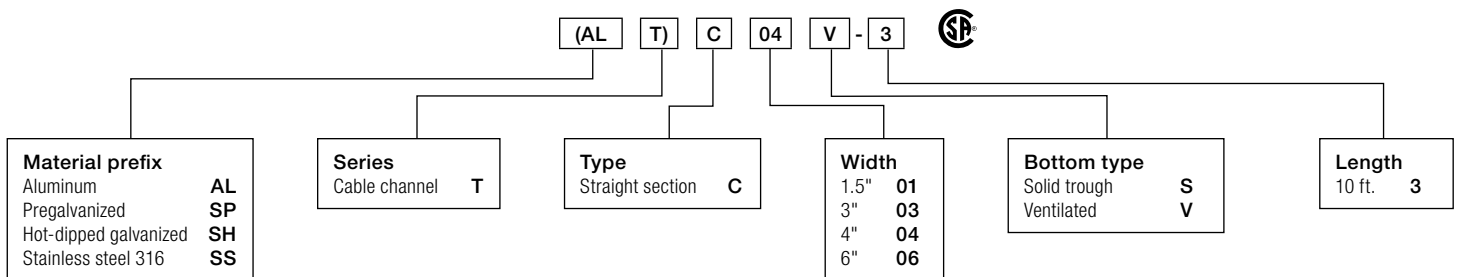 (AL T) C 04 V - 3 SA®
Material prefix
Aluminum AL
Pregalvanized SP
Hot-dipped galvanized SH
Stainless steel 316 SS
Series
Cable channel T
Type
Straight section C
Width
1.5" 01
3" 03
4" 04
6" 06
Bottom type
Solid trough S
Ventilated V
Length
10 ft. 3